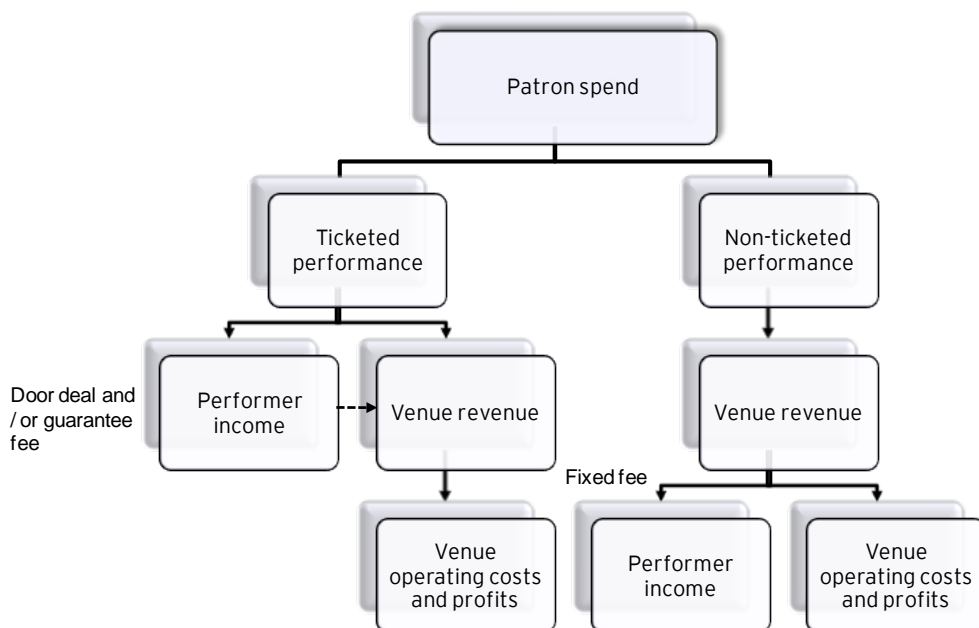 Patron spend
Ticketed
performance
Non-ticketed
performance
Door deal and
/ or guarantee
fee
Performer
income
Venue revenue
Venue revenue
Fixed fee
Venue
operating costs
and profits
Performer
income
Venue
operating costs
and profits